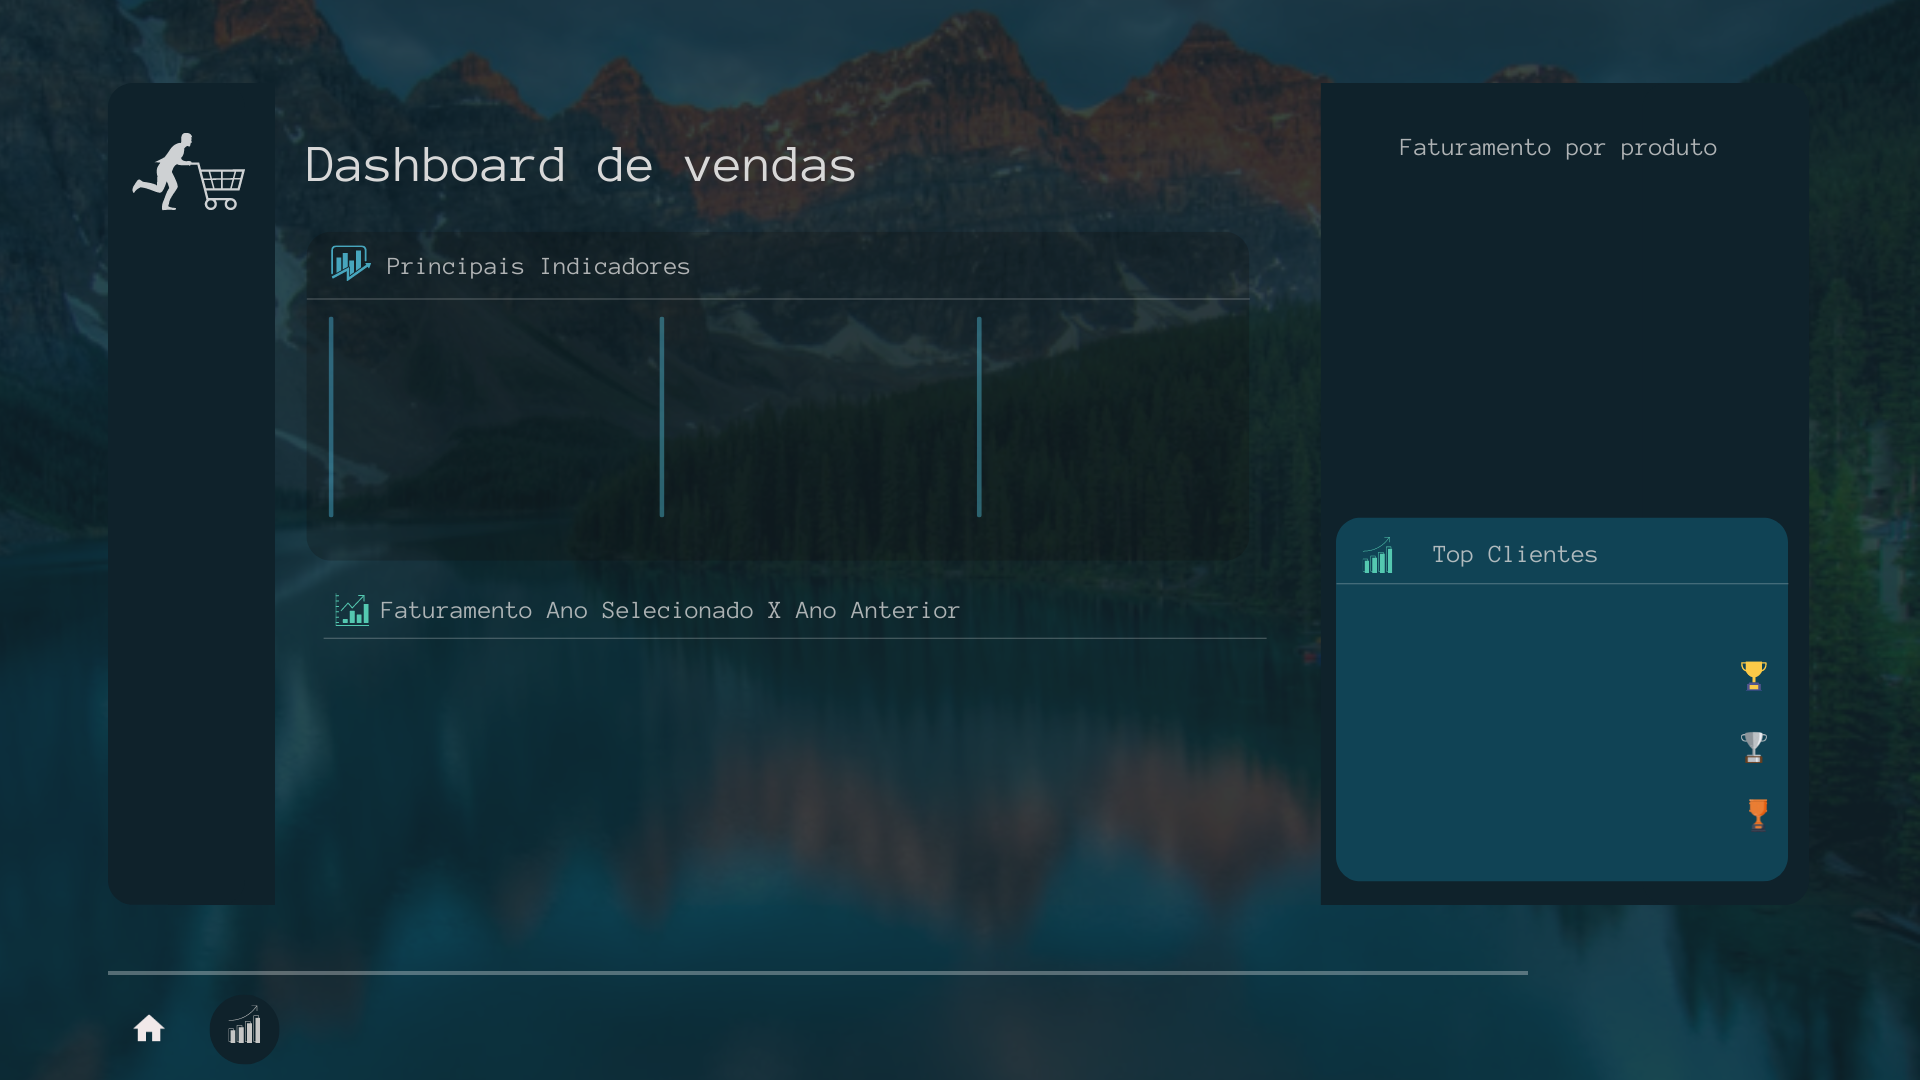 Dashboard de vendas
Principais Indicadores
Faturamento Ano Selecionado X Ano Anterior
Faturamento por produto
Top Clientes